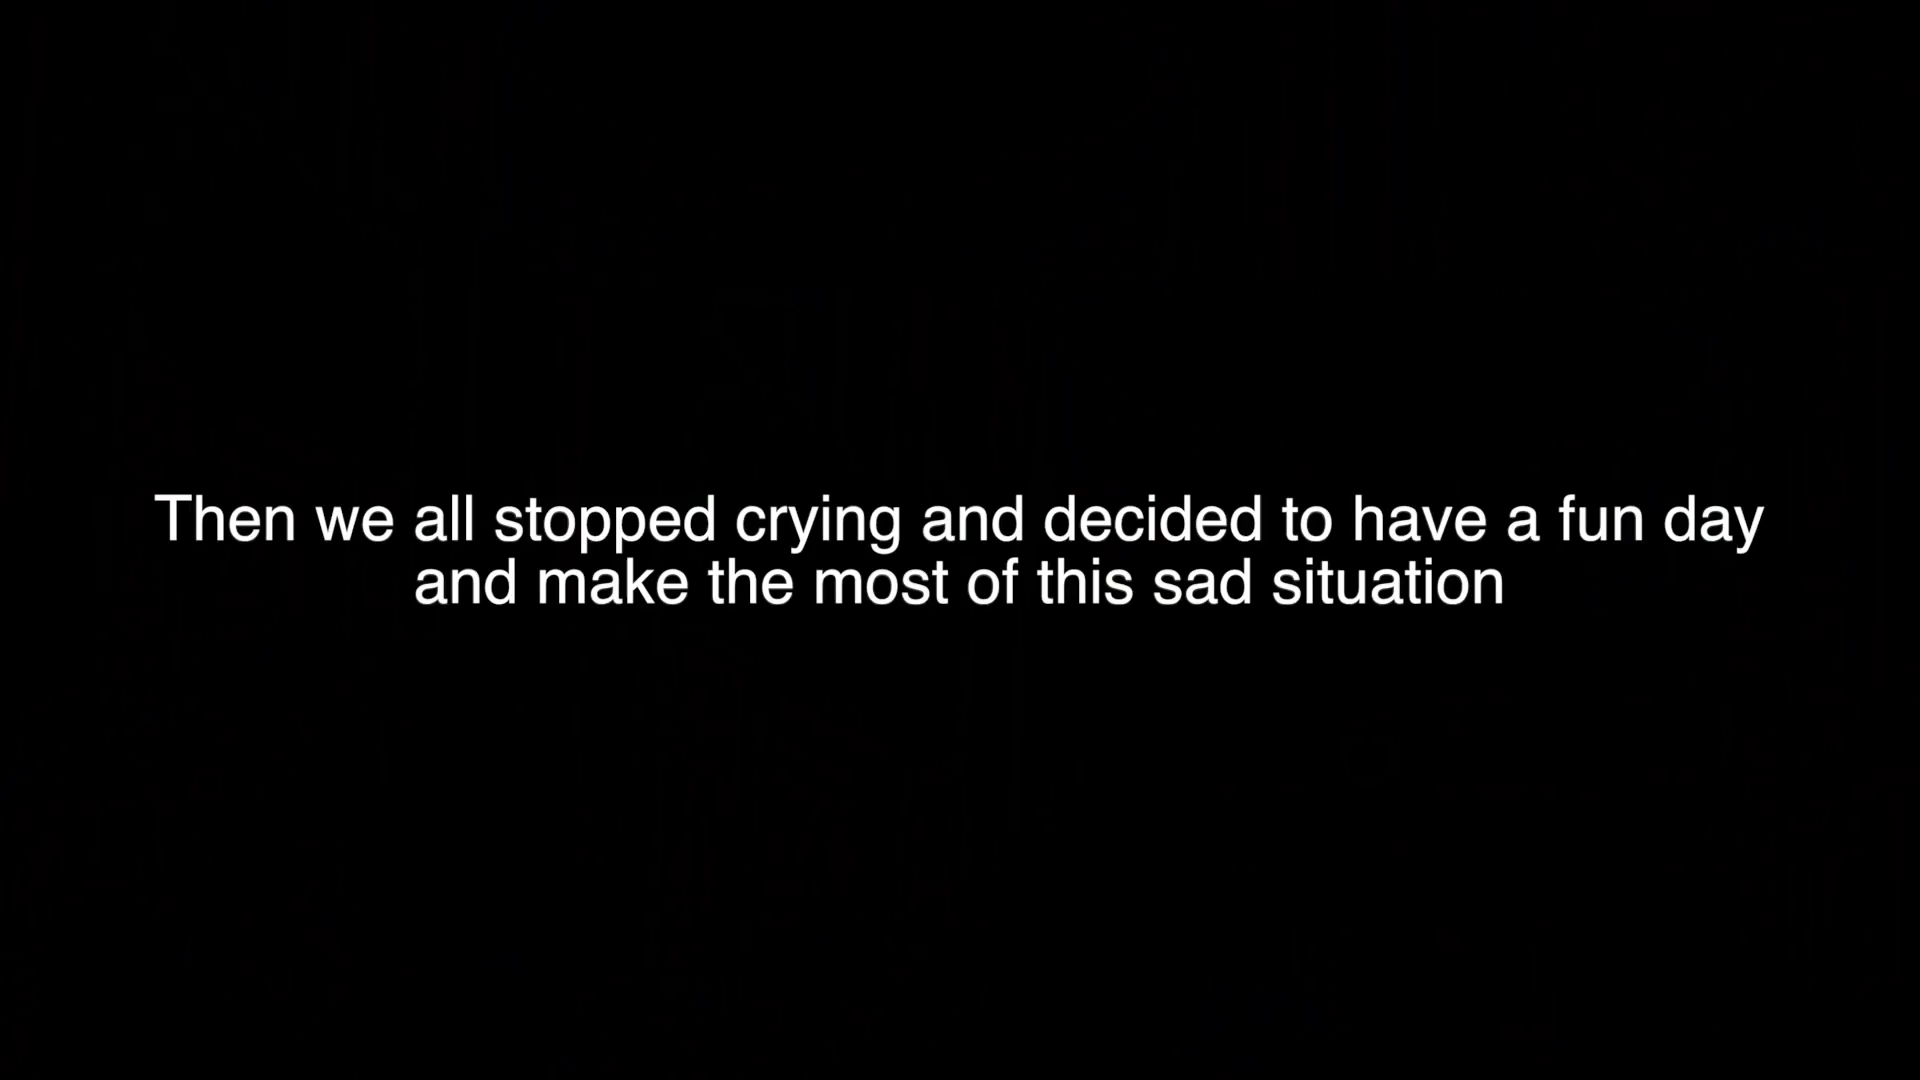 Then we all stopped crying and decided to have a fun day
and make the most of this sad situation